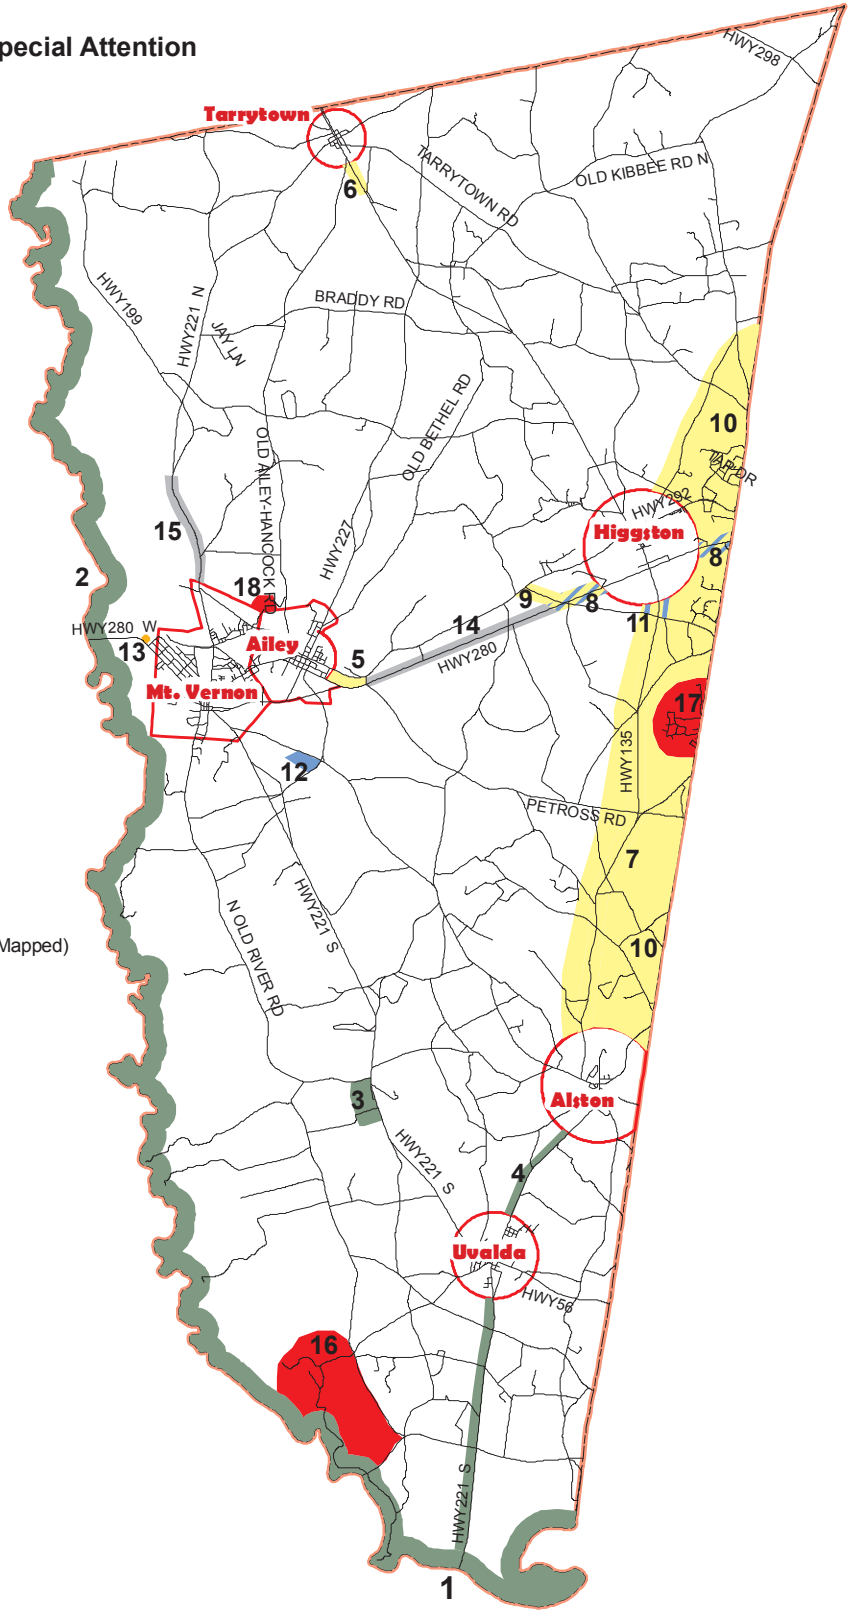 pecial Attention
HWY298
Tarrytown
TARRYTOWN RD
OLD KIBBEE RD N
6
HWY199
HWY221 N
JAY LN
BRADDY RD
OLD BETHEL RD
10
TAP DR
OLD AILEY-HANCOCK RD
HWY292
15
HWY227
Higgston
8
2
18
9
8
HWY280 W
13
Ailey
14
11
5
HWY280
Mt. Vernon
17
12
HWY135
PETROSS RD
7
HWY221 S
N OLD RIVER RD
Mapped)
10
3
Alston
HWY221 S
4
Uvalda
HWY56
16
HWY221 S
1